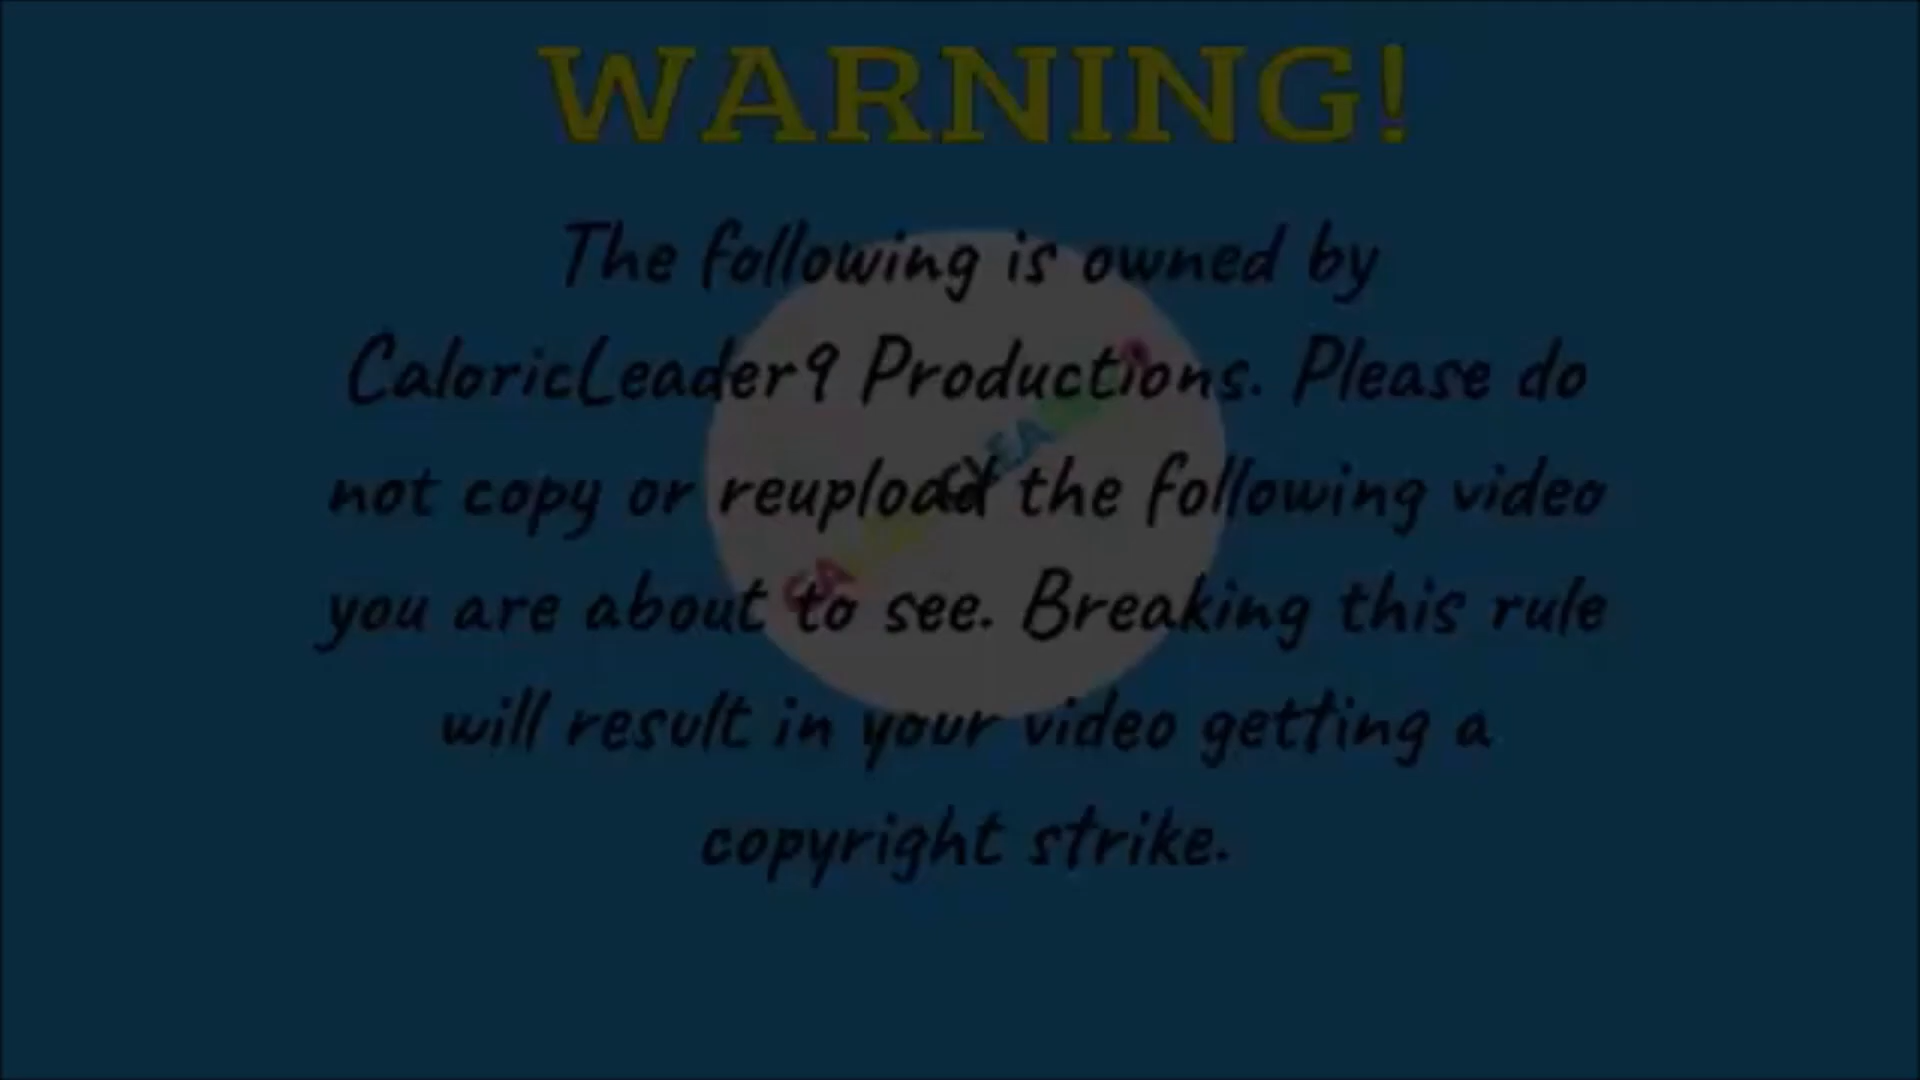 WARNING!
The following is owned by
CaloricLeader9 Productions. Please do
not copy or reupload the following video
you are about to see. Breaking this rule
will result in your video getting a
copyright strike.